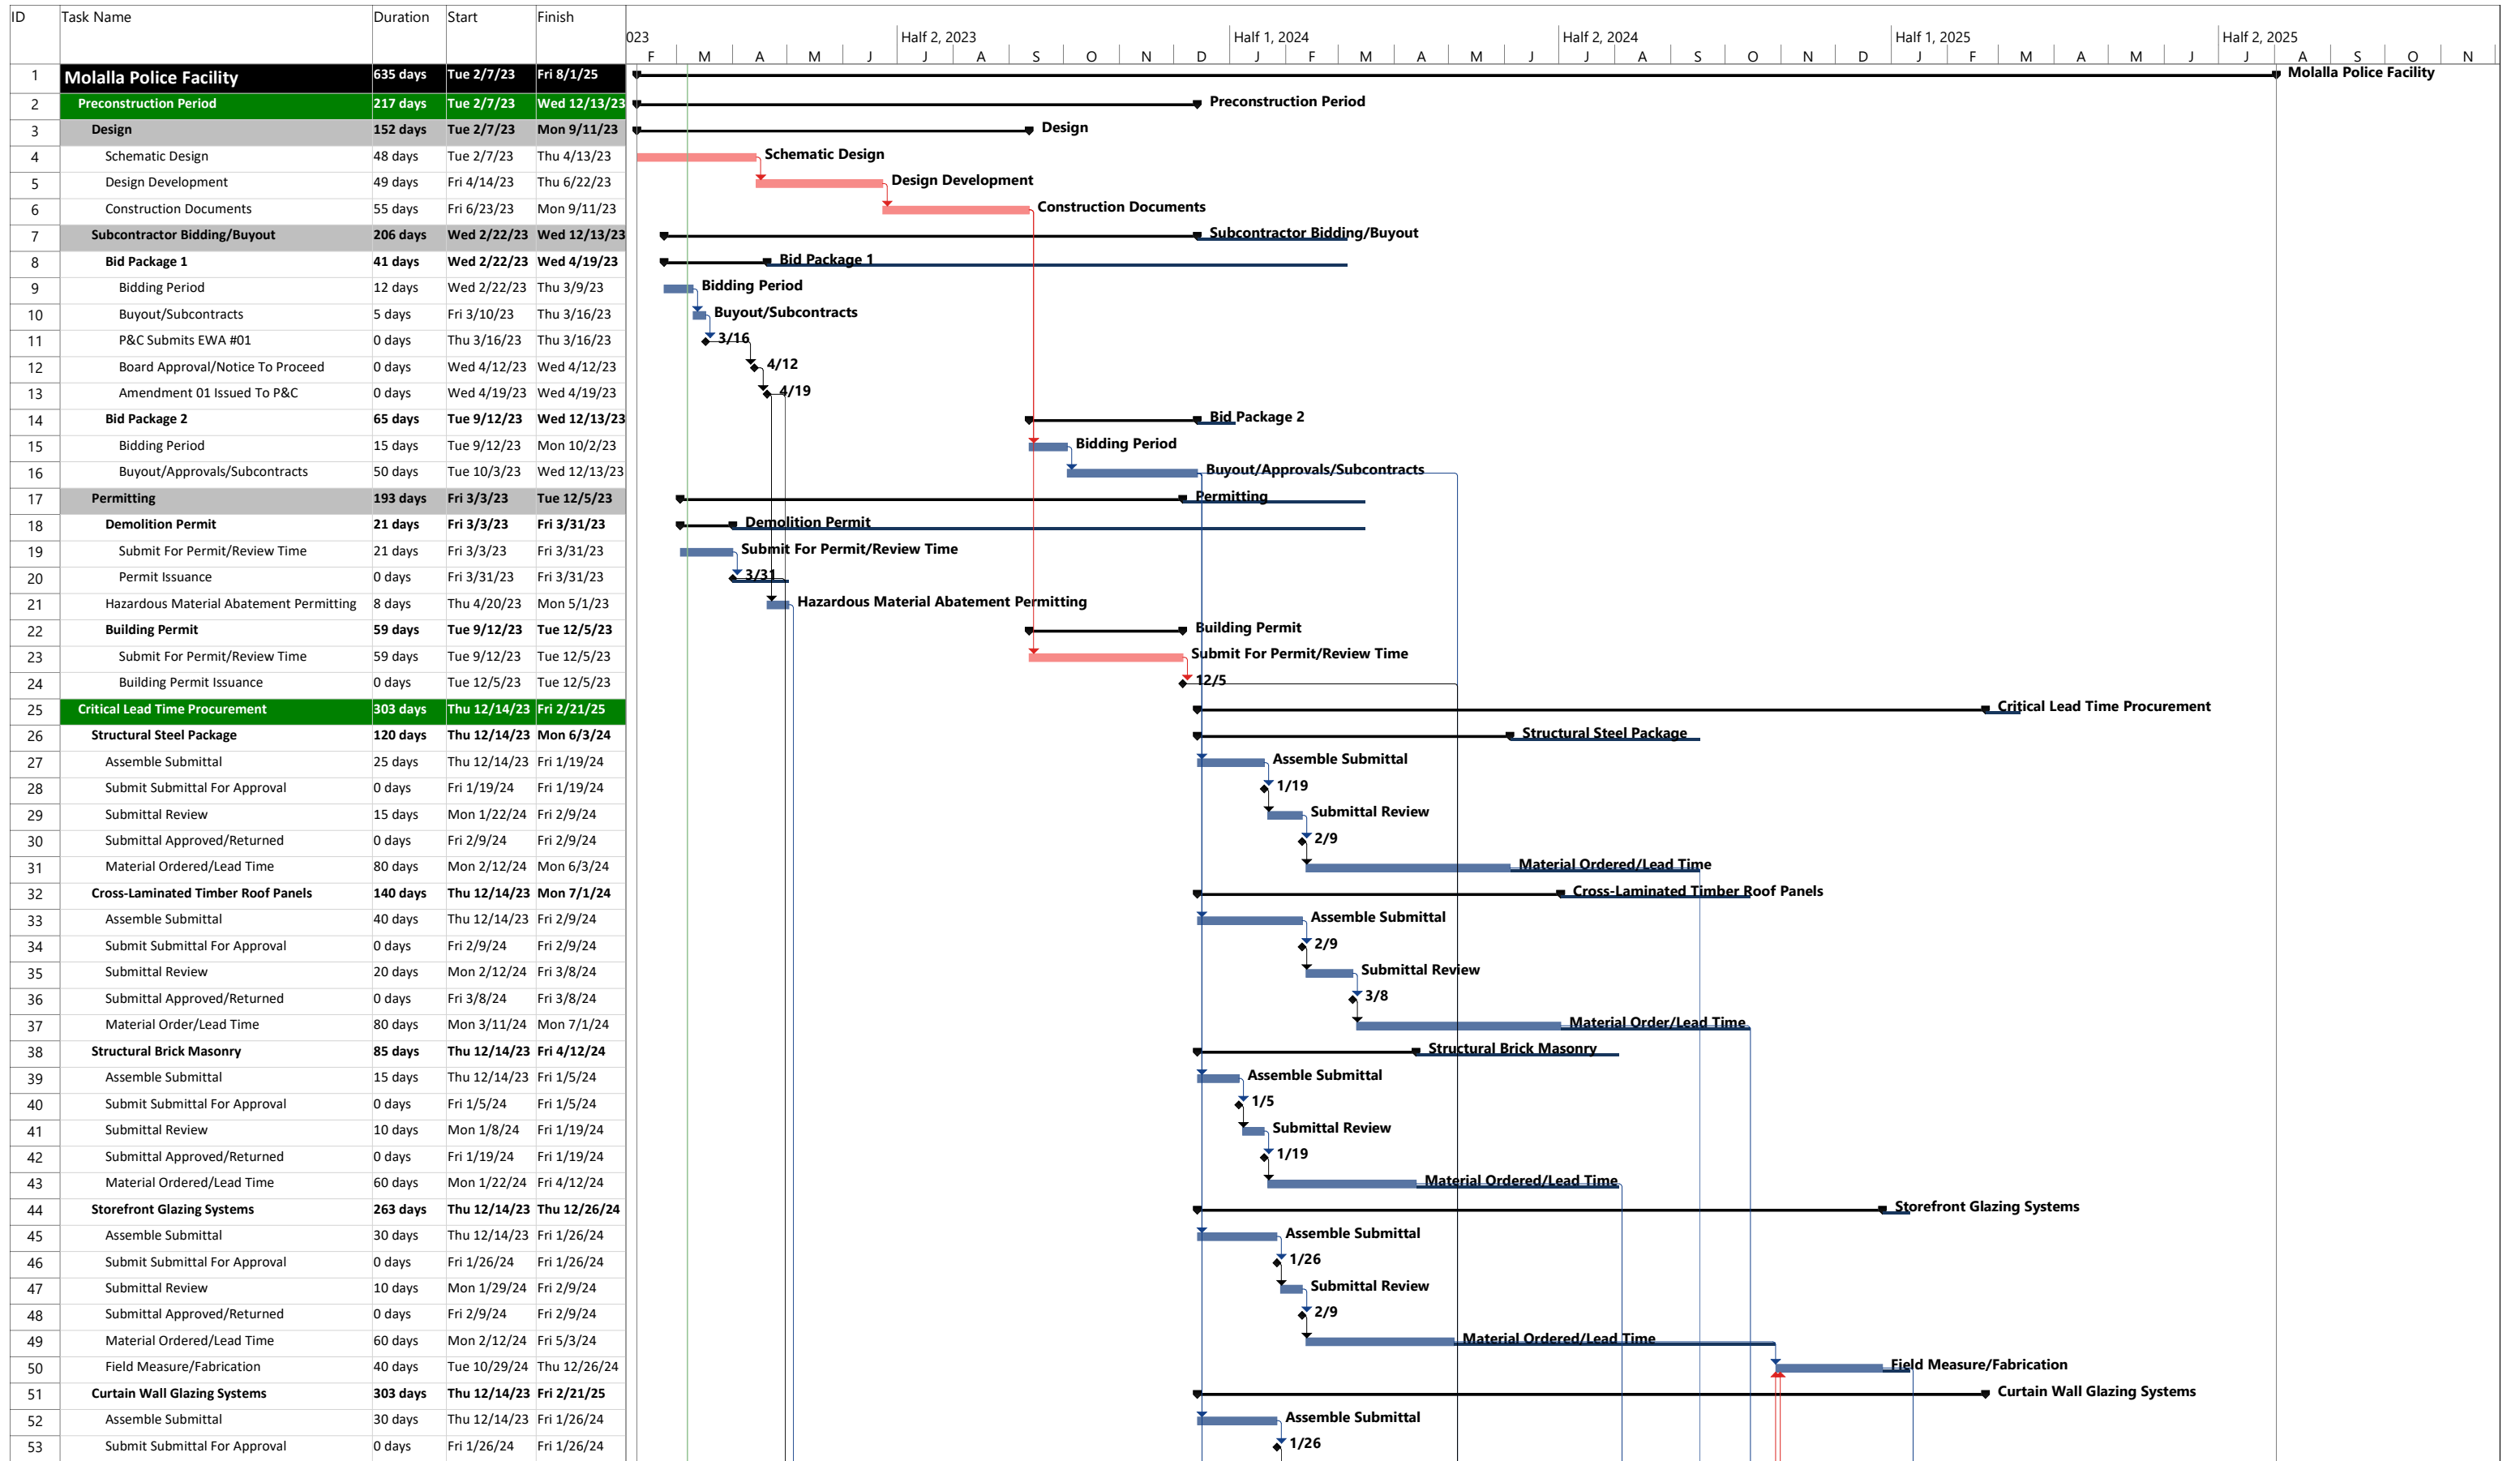 ID Task Name Duration Start Finish
023 Half 2, 2023 Half 1, 2024 Half 2, 2024 Half 1, 2025 Half 2, 2025
F M A M J J A S O N D J F M A M J J A S O N D J F M A M J J A S O N
1 Molalla Police Facility 635 days Tue 2/7/23 Fri 8/1/25 Molalla Police Facility
2 Preconstruction Period 217 days Tue 2/7/23 Wed 12/13/23 Preconstruction Period
3 Design 152 days Tue 2/7/23 Mon 9/11/23 Design
4 Schematic Design 48 days Tue 2/7/23 Thu 4/13/23 Schematic Design
5 Design Development 49 days Fri 4/14/23 Thu 6/22/23 Design Development
6 Construction Documents 55 days Fri 6/23/23 Mon 9/11/23 Construction Documents
7 Subcontractor Bidding/Buyout 206 days Wed 2/22/23 Wed 12/13/23 Subcontractor Bidding/Buyout
8 Bid Package 1 41 days Wed 2/22/23 Wed 4/19/23 Bid Package 1
9 Bidding Period 12 days Wed 2/22/23 Thu 3/9/23 Bidding Period
10 Buyout/Subcontracts 5 days Fri 3/10/23 Thu 3/16/23 Buyout/Subcontracts
11 P&C Submits EWA #01 0 days Thu 3/16/23 Thu 3/16/23 3/16
12 Board Approval/Notice To Proceed 0 days Wed 4/12/23 Wed 4/12/23 4/12
13 Amendment 01 Issued To P&C 0 days Wed 4/19/23 Wed 4/19/23 4/19
14 Bid Package 2 65 days Tue 9/12/23 Wed 12/13/23 Bid Package 2
15 Bidding Period 15 days Tue 9/12/23 Mon 10/2/23 Bidding Period
16 Buyout/Approvals/Subcontracts 50 days Tue 10/3/23 Wed 12/13/23 Buyout/Approvals/Subcontracts
17 Permitting 193 days Fri 3/3/23 Tue 12/5/23 Permitting
18 Demolition Permit 21 days Fri 3/3/23 Fri 3/31/23 Demolition Permit
19 Submit For Permit/Review Time 21 days Fri 3/3/23 Fri 3/31/23 Submit For Permit/Review Time
20 Permit Issuance 0 days Fri 3/31/23 Fri 3/31/23 3/31
21 Hazardous Material Abatement Permitting 8 days Thu 4/20/23 Mon 5/1/23 Hazardous Material Abatement Permitting
22 Building Permit 59 days Tue 9/12/23 Tue 12/5/23 Building Permit
23 Submit For Permit/Review Time 59 days Tue 9/12/23 Tue 12/5/23 Submit For Permit/Review Time
24 Building Permit Issuance 0 days Tue 12/5/23 Tue 12/5/23 12/5
25 Critical Lead Time Procurement 303 days Thu 12/14/23 Fri 2/21/25 Critical Lead Time Procurement
26 Structural Steel Package 120 days Thu 12/14/23 Mon 6/3/24 Structural Steel Package
27 Assemble Submittal 25 days Thu 12/14/23 Fri 1/19/24 Assemble Submittal
28 Submit Submittal For Approval 0 days Fri 1/19/24 Fri 1/19/24 1/19
29 Submittal Review 15 days Mon 1/22/24 Fri 2/9/24 Submittal Review
30 Submittal Approved/Returned 0 days Fri 2/9/24 Fri 2/9/24 2/9
31 Material Ordered/Lead Time 80 days Mon 2/12/24 Mon 6/3/24 Material Ordered/Lead Time
32 Cross-Laminated Timber Roof Panels 140 days Thu 12/14/23 Mon 7/1/24 Cross-Laminated Timber Roof Panels
33 Assemble Submittal 40 days Thu 12/14/23 Fri 2/9/24 Assemble Submittal
34 Submit Submittal For Approval 0 days Fri 2/9/24 Fri 2/9/24 2/9
35 Submittal Review 20 days Mon 2/12/24 Fri 3/8/24 Submittal Review
36 Submittal Approved/Returned 0 days Fri 3/8/24 Fri 3/8/24 3/8
37 Material Order/Lead Time 80 days Mon 3/11/24 Mon 7/1/24 Material Order/Lead Time
38 Structural Brick Masonry 85 days Thu 12/14/23 Fri 4/12/24 Structural Brick Masonry
39 Assemble Submittal 15 days Thu 12/14/23 Fri 1/5/24 Assemble Submittal
40 Submit Submittal For Approval 0 days Fri 1/5/24 Fri 1/5/24 1/5
41 Submittal Review 10 days Mon 1/8/24 Fri 1/19/24 Submittal Review
42 Submittal Approved/Returned 0 days Fri 1/19/24 Fri 1/19/24 1/19
43 Material Ordered/Lead Time 60 days Mon 1/22/24 Fri 4/12/24 Material Ordered/Lead Time
44 Storefront Glazing Systems 263 days Thu 12/14/23 Thu 12/26/24 Storefront Glazing Systems
45 Assemble Submittal 30 days Thu 12/14/23 Fri 1/26/24 Assemble Submittal
46 Submit Submittal For Approval 0 days Fri 1/26/24 Fri 1/26/24 1/26
47 Submittal Review 10 days Mon 1/29/24 Fri 2/9/24 Submittal Review
48 Submittal Approved/Returned 0 days Fri 2/9/24 Fri 2/9/24 2/9
49 Material Ordered/Lead Time 60 days Mon 2/12/24 Fri 5/3/24 Material Ordered/Lead Time
50 Field Measure/Fabrication 40 days Tue 10/29/24 Thu 12/26/24 Field Measure/Fabrication
51 Curtain Wall Glazing Systems 303 days Thu 12/14/23 Fri 2/21/25 Curtain Wall Glazing Systems
52 Assemble Submittal 30 days Thu 12/14/23 Fri 1/26/24 Assemble Submittal
53 Submit Submittal For Approval 0 days Fri 1/26/24 Fri 1/26/24 1/26